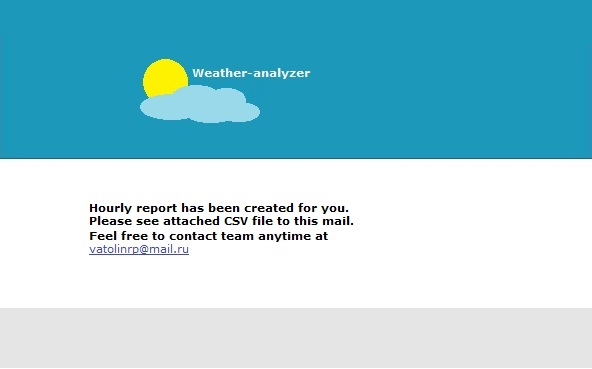 Weather-analyzer
Hourly report has been created for you.
Please see attached CSV file to this mail.
Feel free to contact team anytime at
vatolinrp@mail.ru